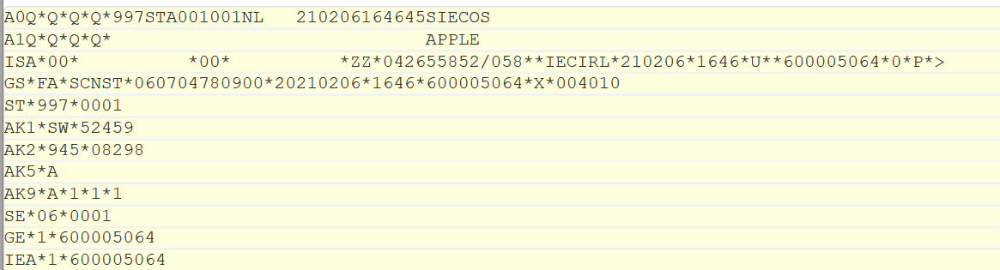 A0Q*Q*Q*Q*997STA001001NL   210206164645SIECOS
A1Q*Q*Q*Q*                             APPLE
ISA*00*          *00*          *ZZ*042655852/058**IECIRL*210206*1646*U**600005064*0*P*>
GS*FA*SCNST*060704780900*20210206*1646*600005064*X*004010
ST*997*0001
AK1*SW*52459
AK2*945*08298
AK5*A
AK9*A*1*1*1
SE*06*0001
GE*1*600005064
IEA*1*600005064